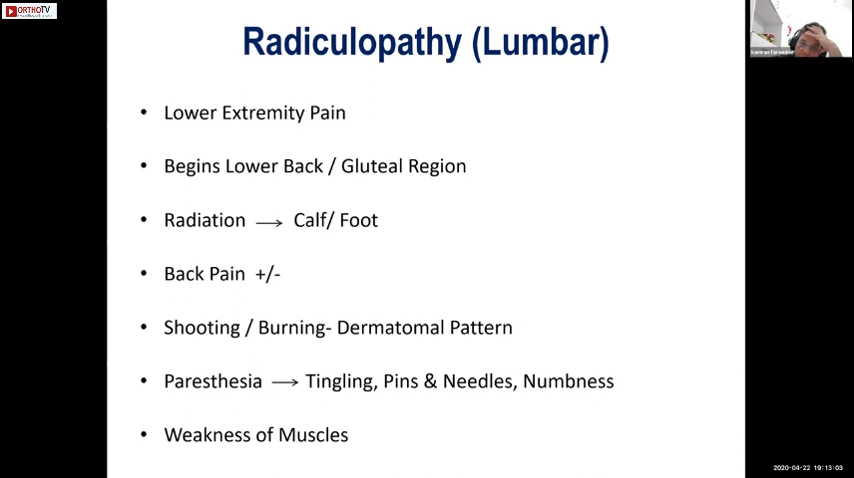 ORTHOTV
Radiculopathy (Lumbar)
• Lower Extremity Pain
• Begins Lower Back / Gluteal Region
• Radiation → Calf/ Foot
• Back Pain +/-
• Shooting / Burning- Dermatomal Pattern
• Paresthesia → Tingling, Pins & Needles, Numbness
• Weakness of Muscles
2020-04-22 19:13:03